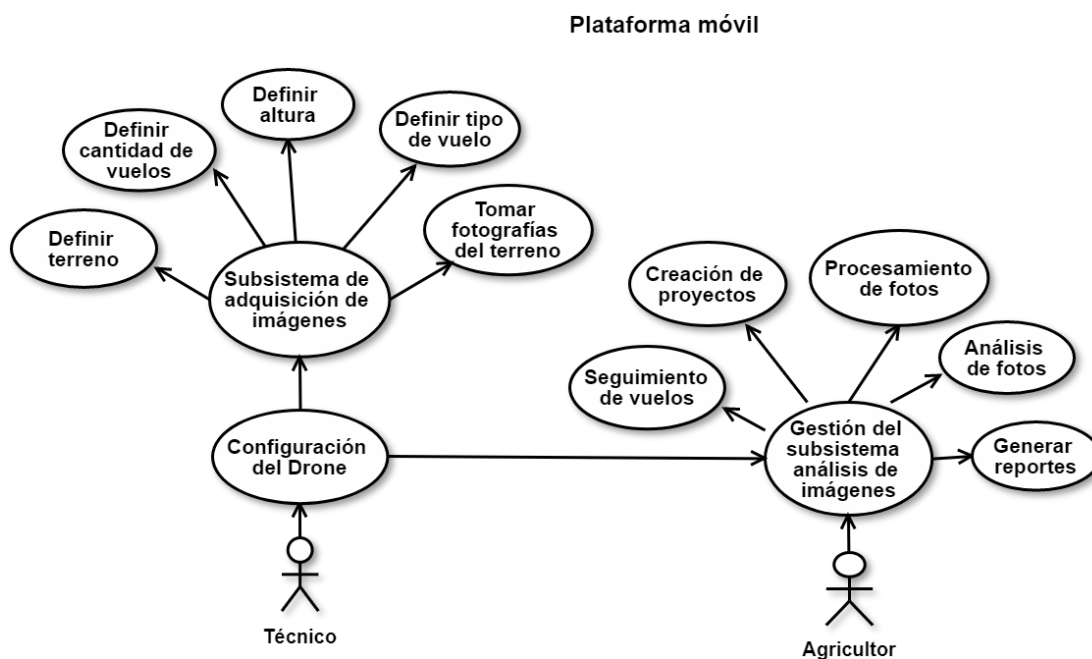 Plataforma móvil
Definir
altura
Definir
cantidad de
vuelos
Definir tipo
de vuelo
Definir
terreno
Tomar
fotografías
del terreno
Subsistema de
adquisición de
imágenes
Configuración
del Drone
Técnico
Creación de
proyectos
Procesamiento
de fotos
Seguimiento
de vuelos
Análisis
de fotos
Gestión del
subsistema
análisis de
imágenes
Generar
reportes
Agricultor